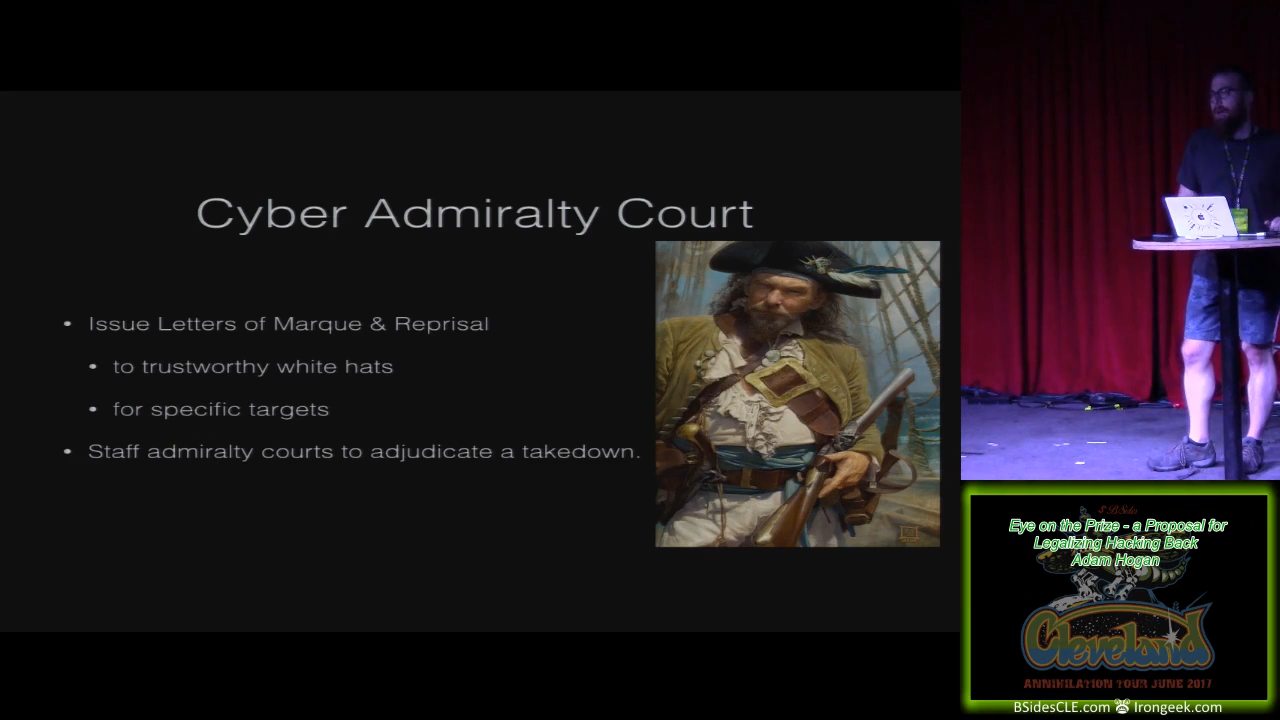 Cyber Admiralty Court
• Issue Letters of Marque & Reprisal
• to trustworthy white hats
• for specific targets
• Staff admiralty courts to adjudicate a takedown.
BSides
Eye on the Prize - a Proposal for
Legalizing Hacking Back
Adam Hogan
Cleveland
ANNIHILATION TOUR JUNE 2017
BSidesCLE.com Irongeek.com